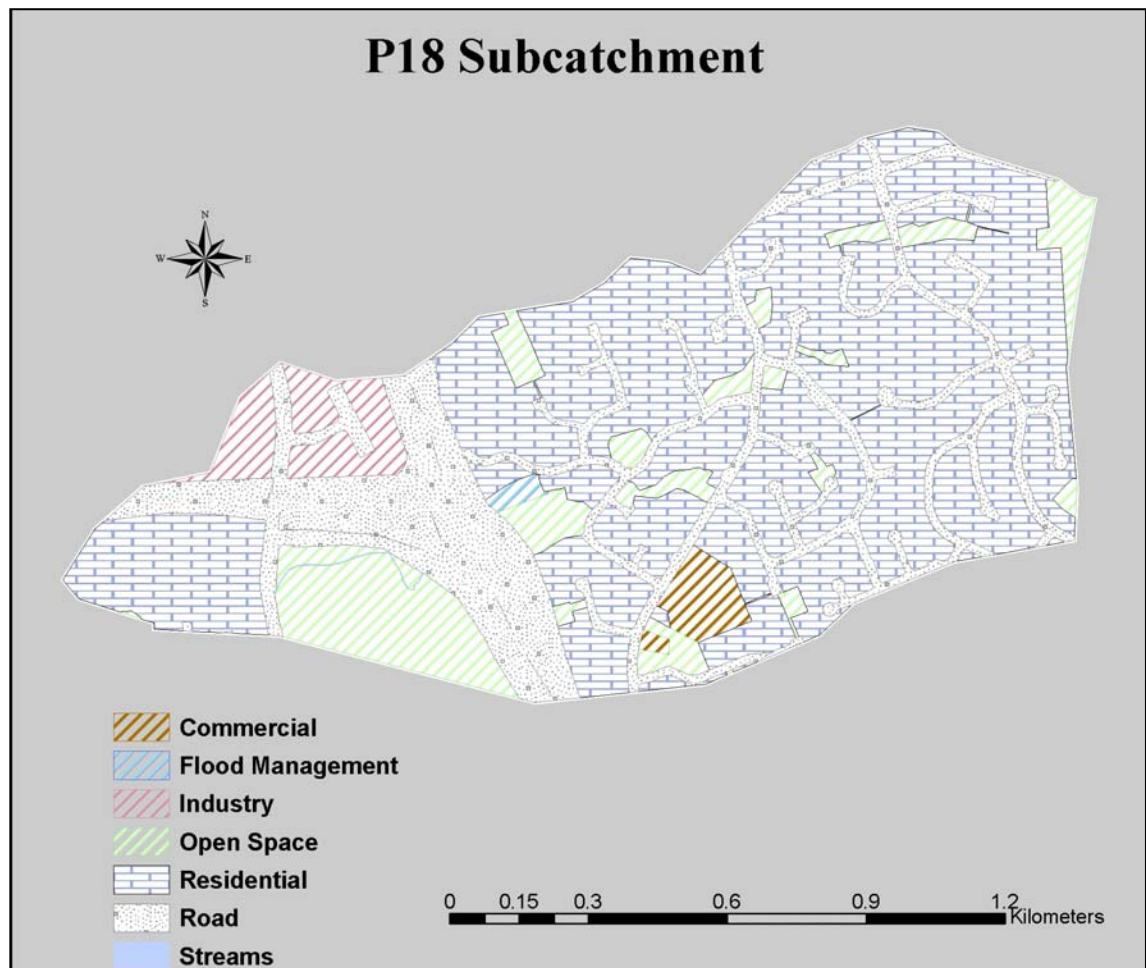 P18 Subcatchment
N
W E
S
Commercial
Flood Management
Industry
Open Space
Residential
Road
Streams
0 0.15 0.3 0.6 0.9 1.2
Kilometers